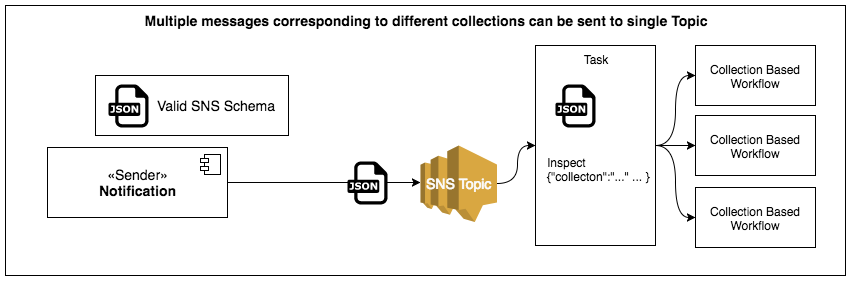 Multiple messages corresponding to different collections can be sent to single Topic
JSON
Valid SNS Schema
«Sender»
Notification
JSON
SNS Topic
Task
JSON
Inspect
{"collecton":"..." ... }
Collection Based
Workflow
Collection Based
Workflow
Collection Based
Workflow